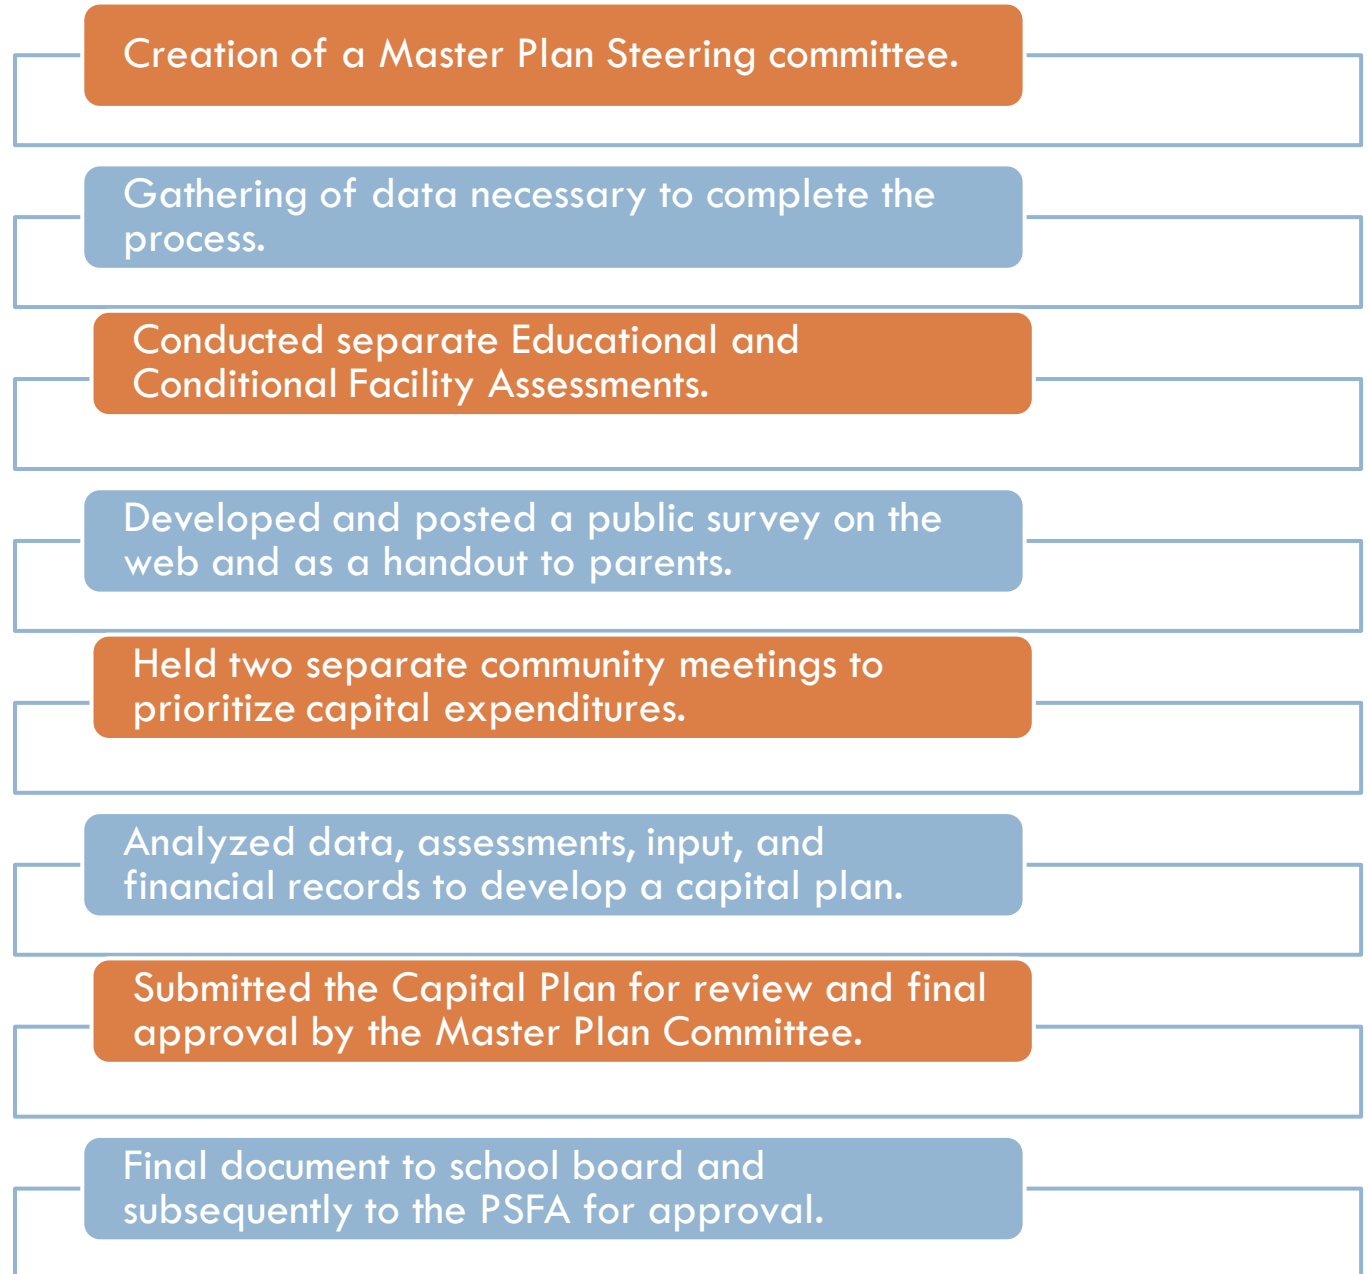 Creation of a Master Plan Steering committee.
Gathering of data necessary to complete the
process.
Conducted separate Educational and
Conditional Facility Assessments.
Developed and posted a public survey on the
web and as a handout to parents.
Held two separate community meetings to
prioritize capital expenditures.
Analyzed data, assessments, input, and
financial records to develop a capital plan.
Submitted the Capital Plan for review and final
approval by the Master Plan Committee.
Final document to school board and
subsequently to the PSFA for approval.